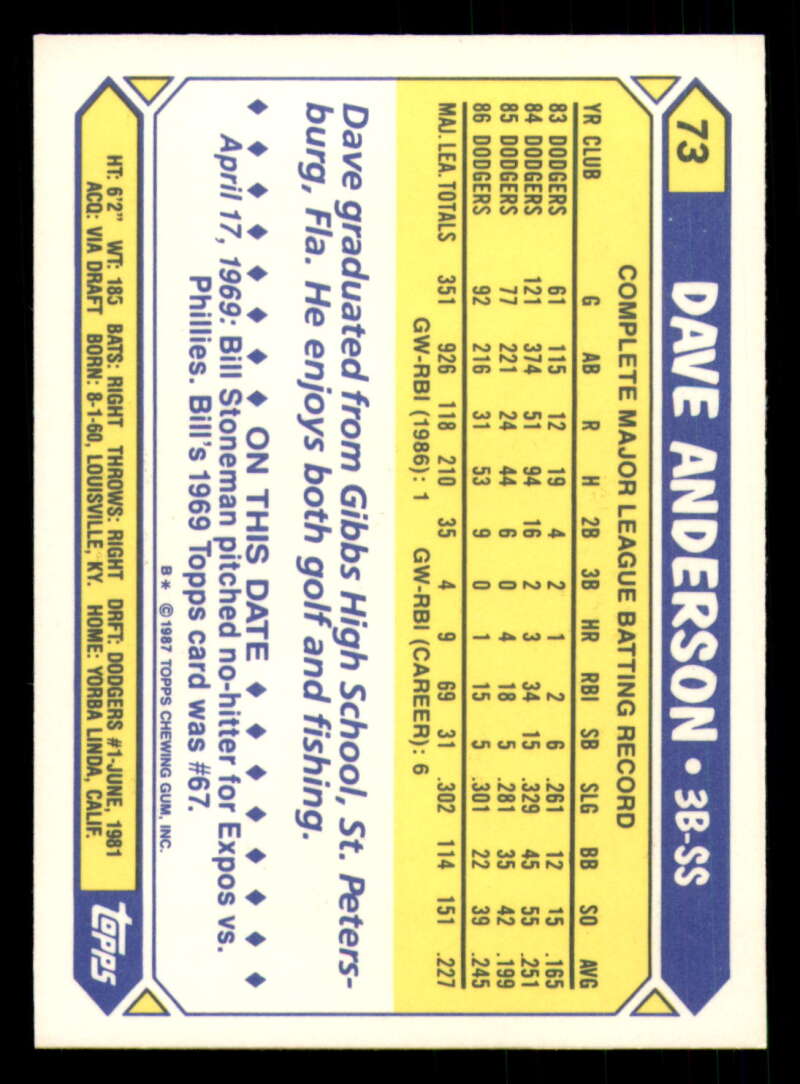 73 DAVE ANDERSON • 3B-SS
COMPLETE MAJOR LEAGUE BATTING RECORD
YR CLUB G AB R H 2B 3B HR RBI SB SLG BB SO AVG
83 DODGERS 61 115 12 19 4 2 1 2 6 .261 12 15 .165
84 DODGERS 121 374 51 94 16 2 3 34 15 .329 45 55 .251
85 DODGERS 77 221 24 44 6 0 4 18 5 .281 35 42 .199
86 DODGERS 92 216 31 53 9 0 1 15 5 .301 22 39 .245
MAJ. LEA. TOTALS 351 926 118 210 35 4 9 69 31 .302 114 151 .227
GW-RBI (1986): 1 GW-RBI (CAREER): 6
Dave graduated from Gibbs High School, St. Peters-
burg, Fla. He enjoys both golf and fishing.
♦ ♦ ♦ ♦ ♦ ♦ ♦ ♦ ON THIS DATE ♦ ♦ ♦ ♦ ♦ ♦ ♦ ♦
April 17, 1969: Bill Stoneman pitched no-hitter for Expos vs.
Phillies. Bill's 1969 Topps card was #67.
B* © 1987 TOPPS CHEWING GUM, INC.
HT: 6'2" WT: 185 BATS: RIGHT THROWS: RIGHT DRFT: DODGERS #1-JUNE, 1981
ACQ: VIA DRAFT BORN: 8-1-60, LOUISVILLE, KY. HOME: YORBA LINDA, CALIF.
topps